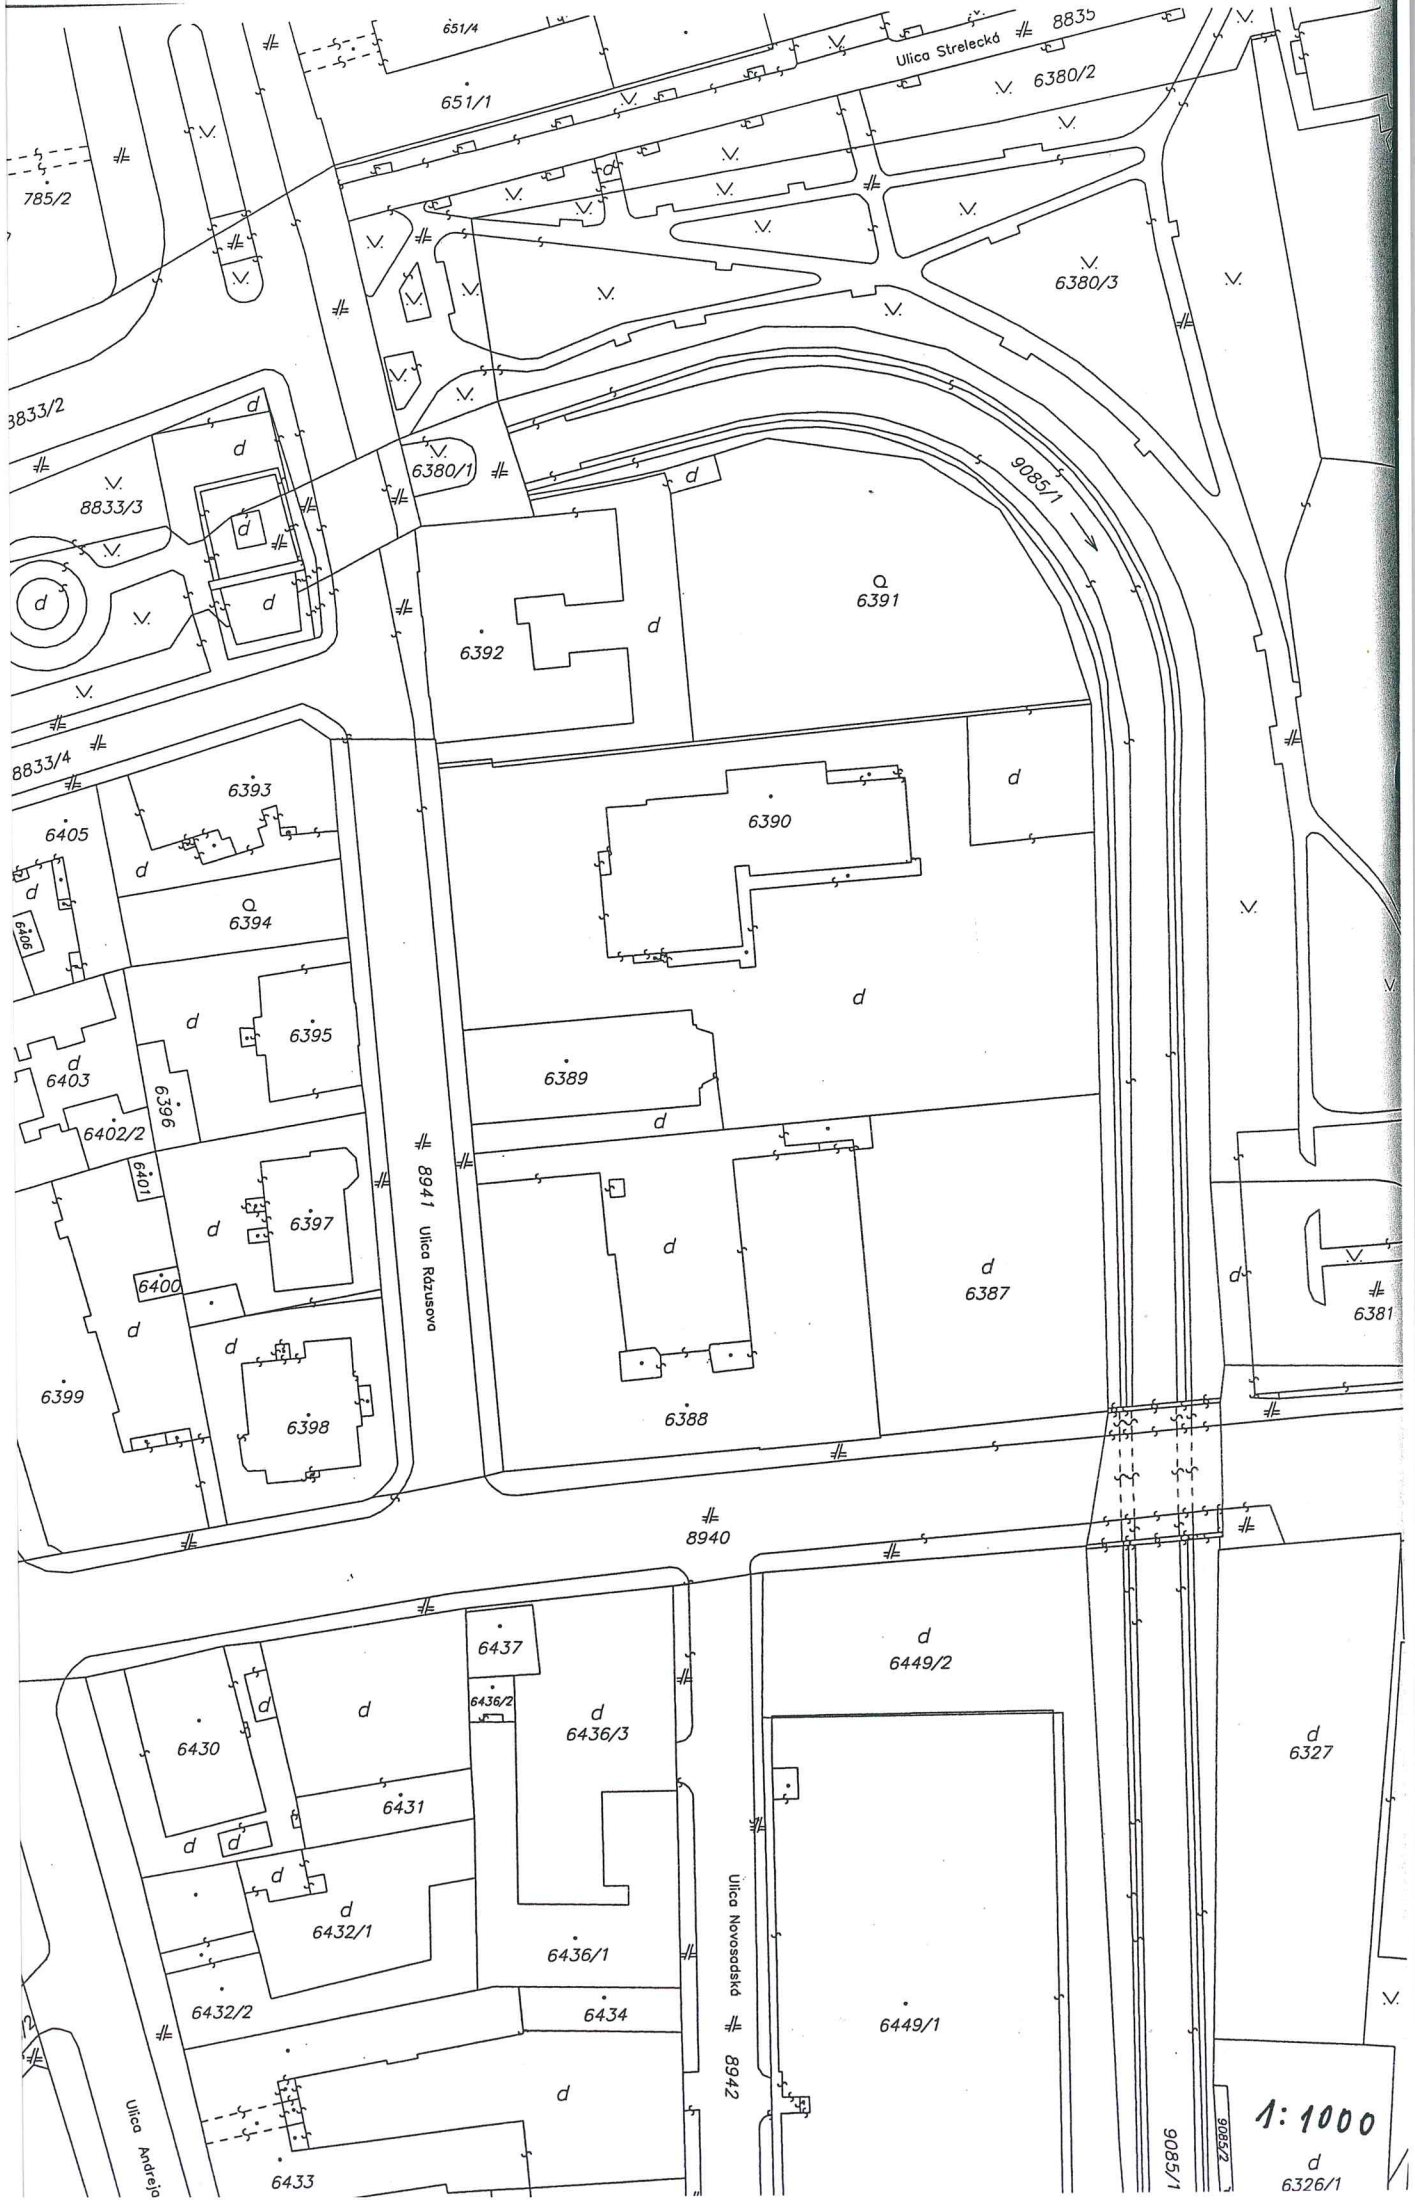 651/4
8835
Ulica Strelecká
6380/2
651/1
785/2
6380/3
8833/2
d
d
6380/1
d
9085/1
8833/3
d
d
d
6391
6392
d
8833/4
6393
6390
d
6405
d
d
6394
6406
d
d
6395
6389
d
6403
6396
6402/2
d
6401
8941 Ulica Rázusova
d
6397
d
d
6387
6400
d
d
6381
d
6399
6398
6388
8940
6437
d
6449/2
6436/2
d
d
d
6436/3
6430
d
6327
6431
d
d
d
d
6432/1
6436/1
Ulica Novosadská
8942
6432/2
6434
6449/1
d
Ulica Andreja
9085/1
9085/2
1:1000
d
6326/1
6433